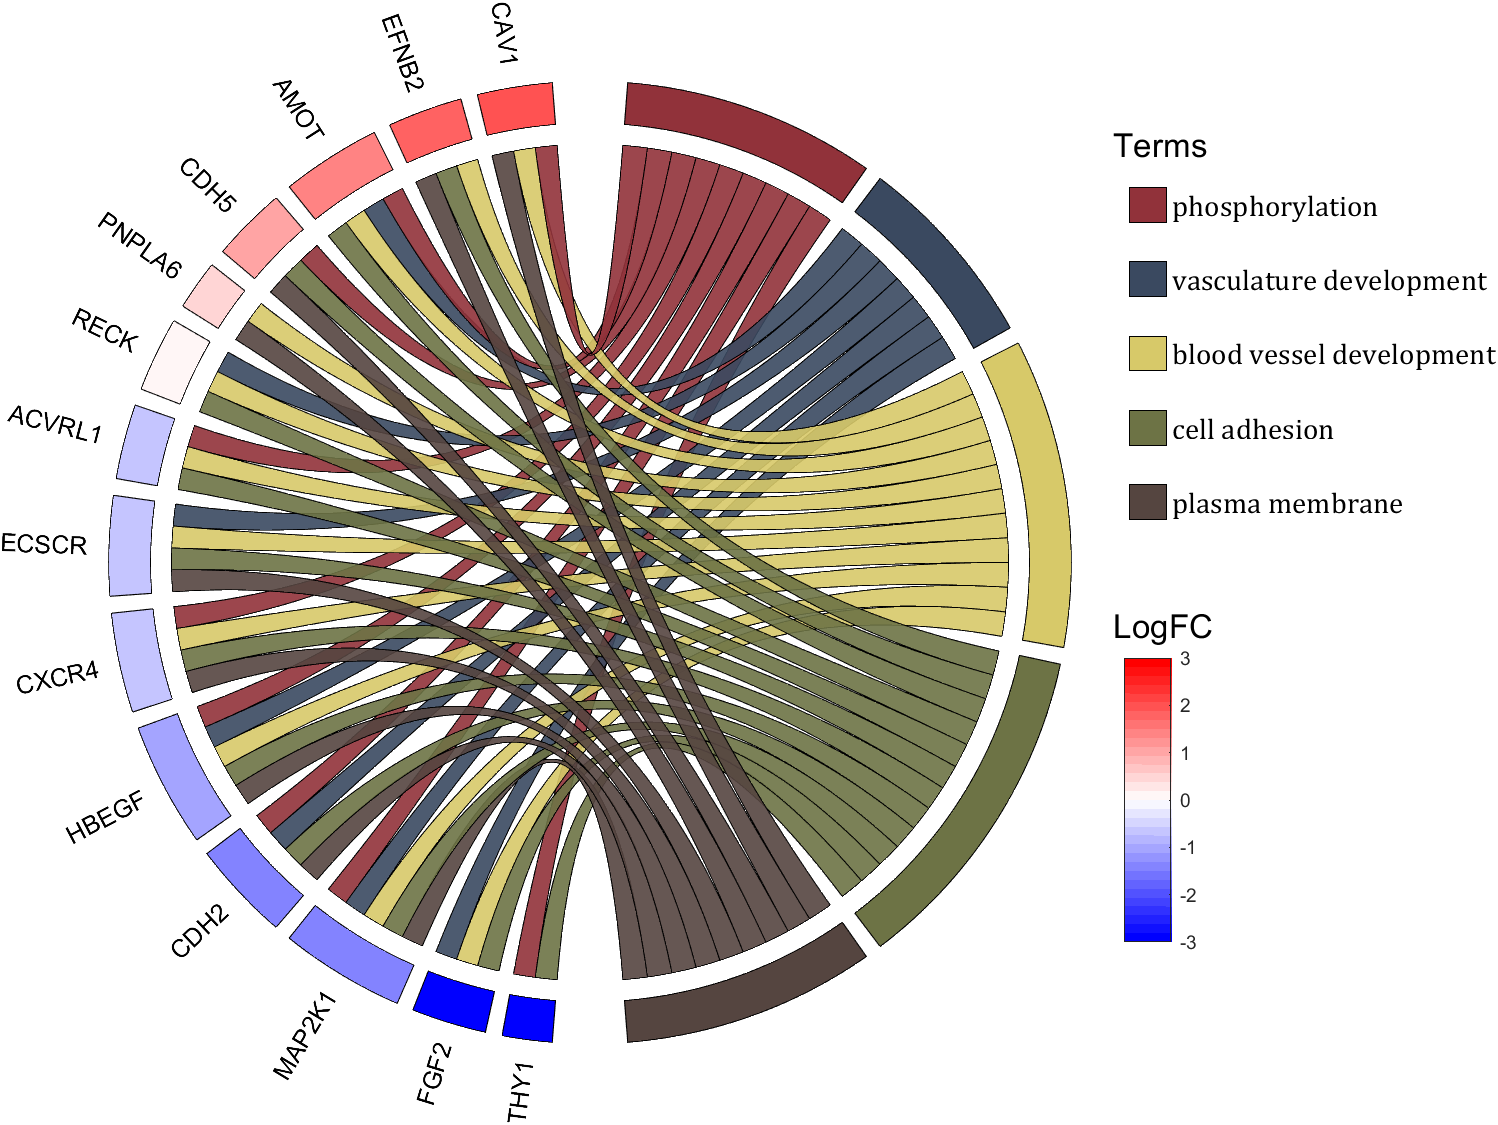 CAV1
EFNB2
AMOT
CDH5
PNPLA6
RECK
ACVRL1
ECSCR
CXCR4
HBEGF
CDH2
MAP2K1
FGF2
THY1
Terms
phosphorylation
vasculature development
blood vessel development
cell adhesion
plasma membrane
LogFC
3
2
1
0
-1
-2
-3